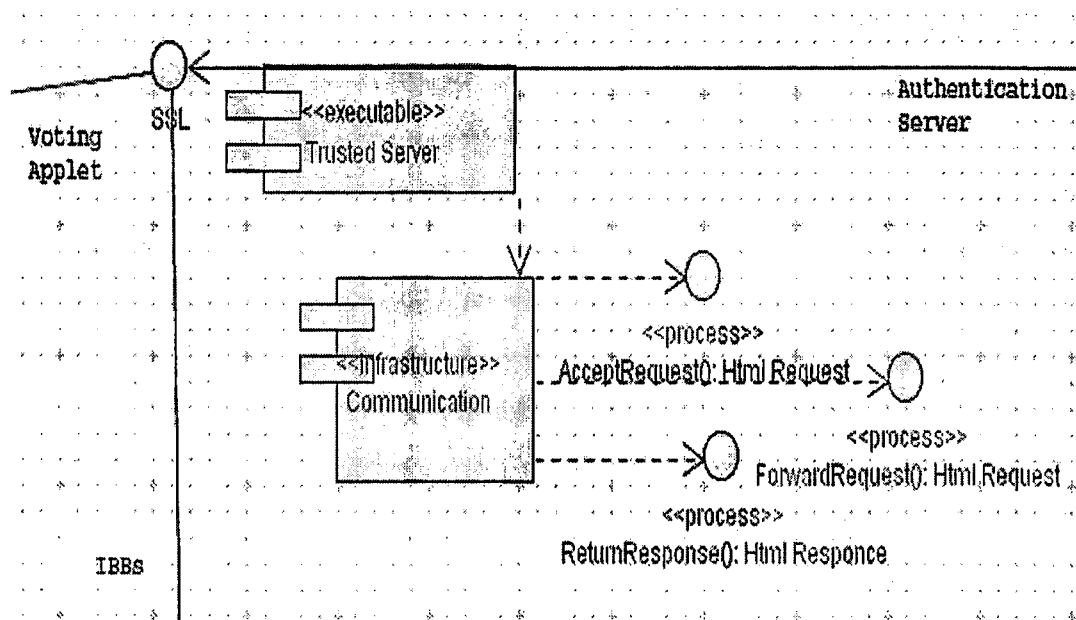 SSL
Voting
Applet
<<executable>>
Trusted Server
Authentication
Server
<<process>>
AcceptRequest(): Html Request
<<infrastructure>>
Communication
<<process>>
ForwardRequest(): Html Request
<<process>>
ReturnResponse(): Html Responce
IBBs